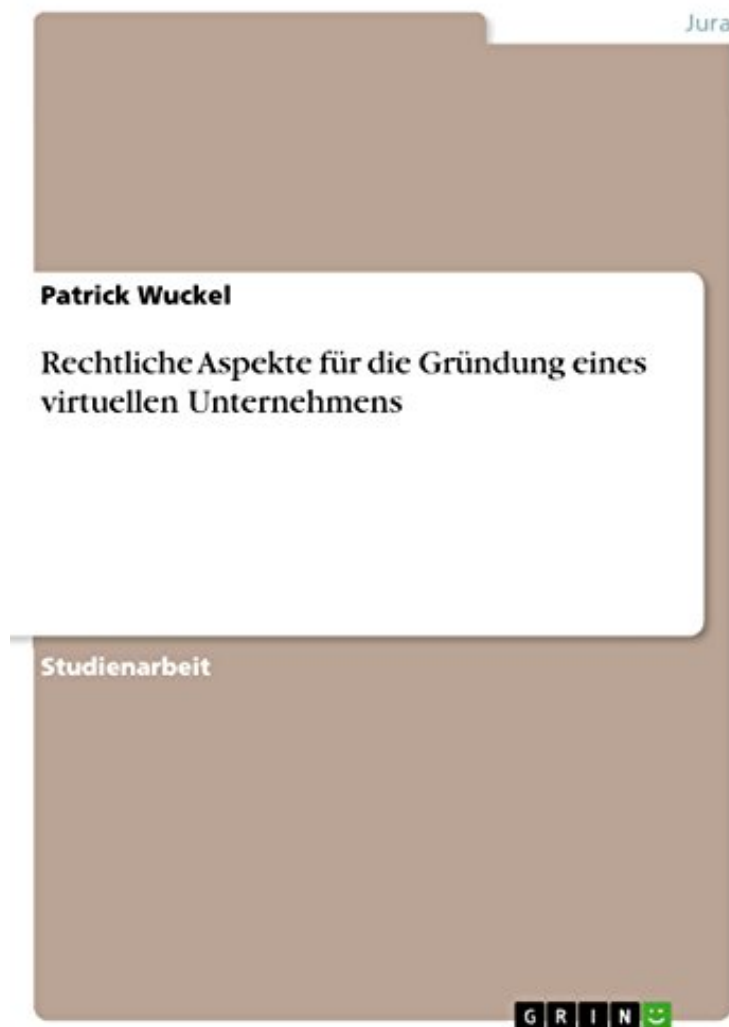 Jura
Patrick Wuckel
Rechtliche Aspekte für die Gründung eines
virtuellen Unternehmens
Studienarbeit
GRIN